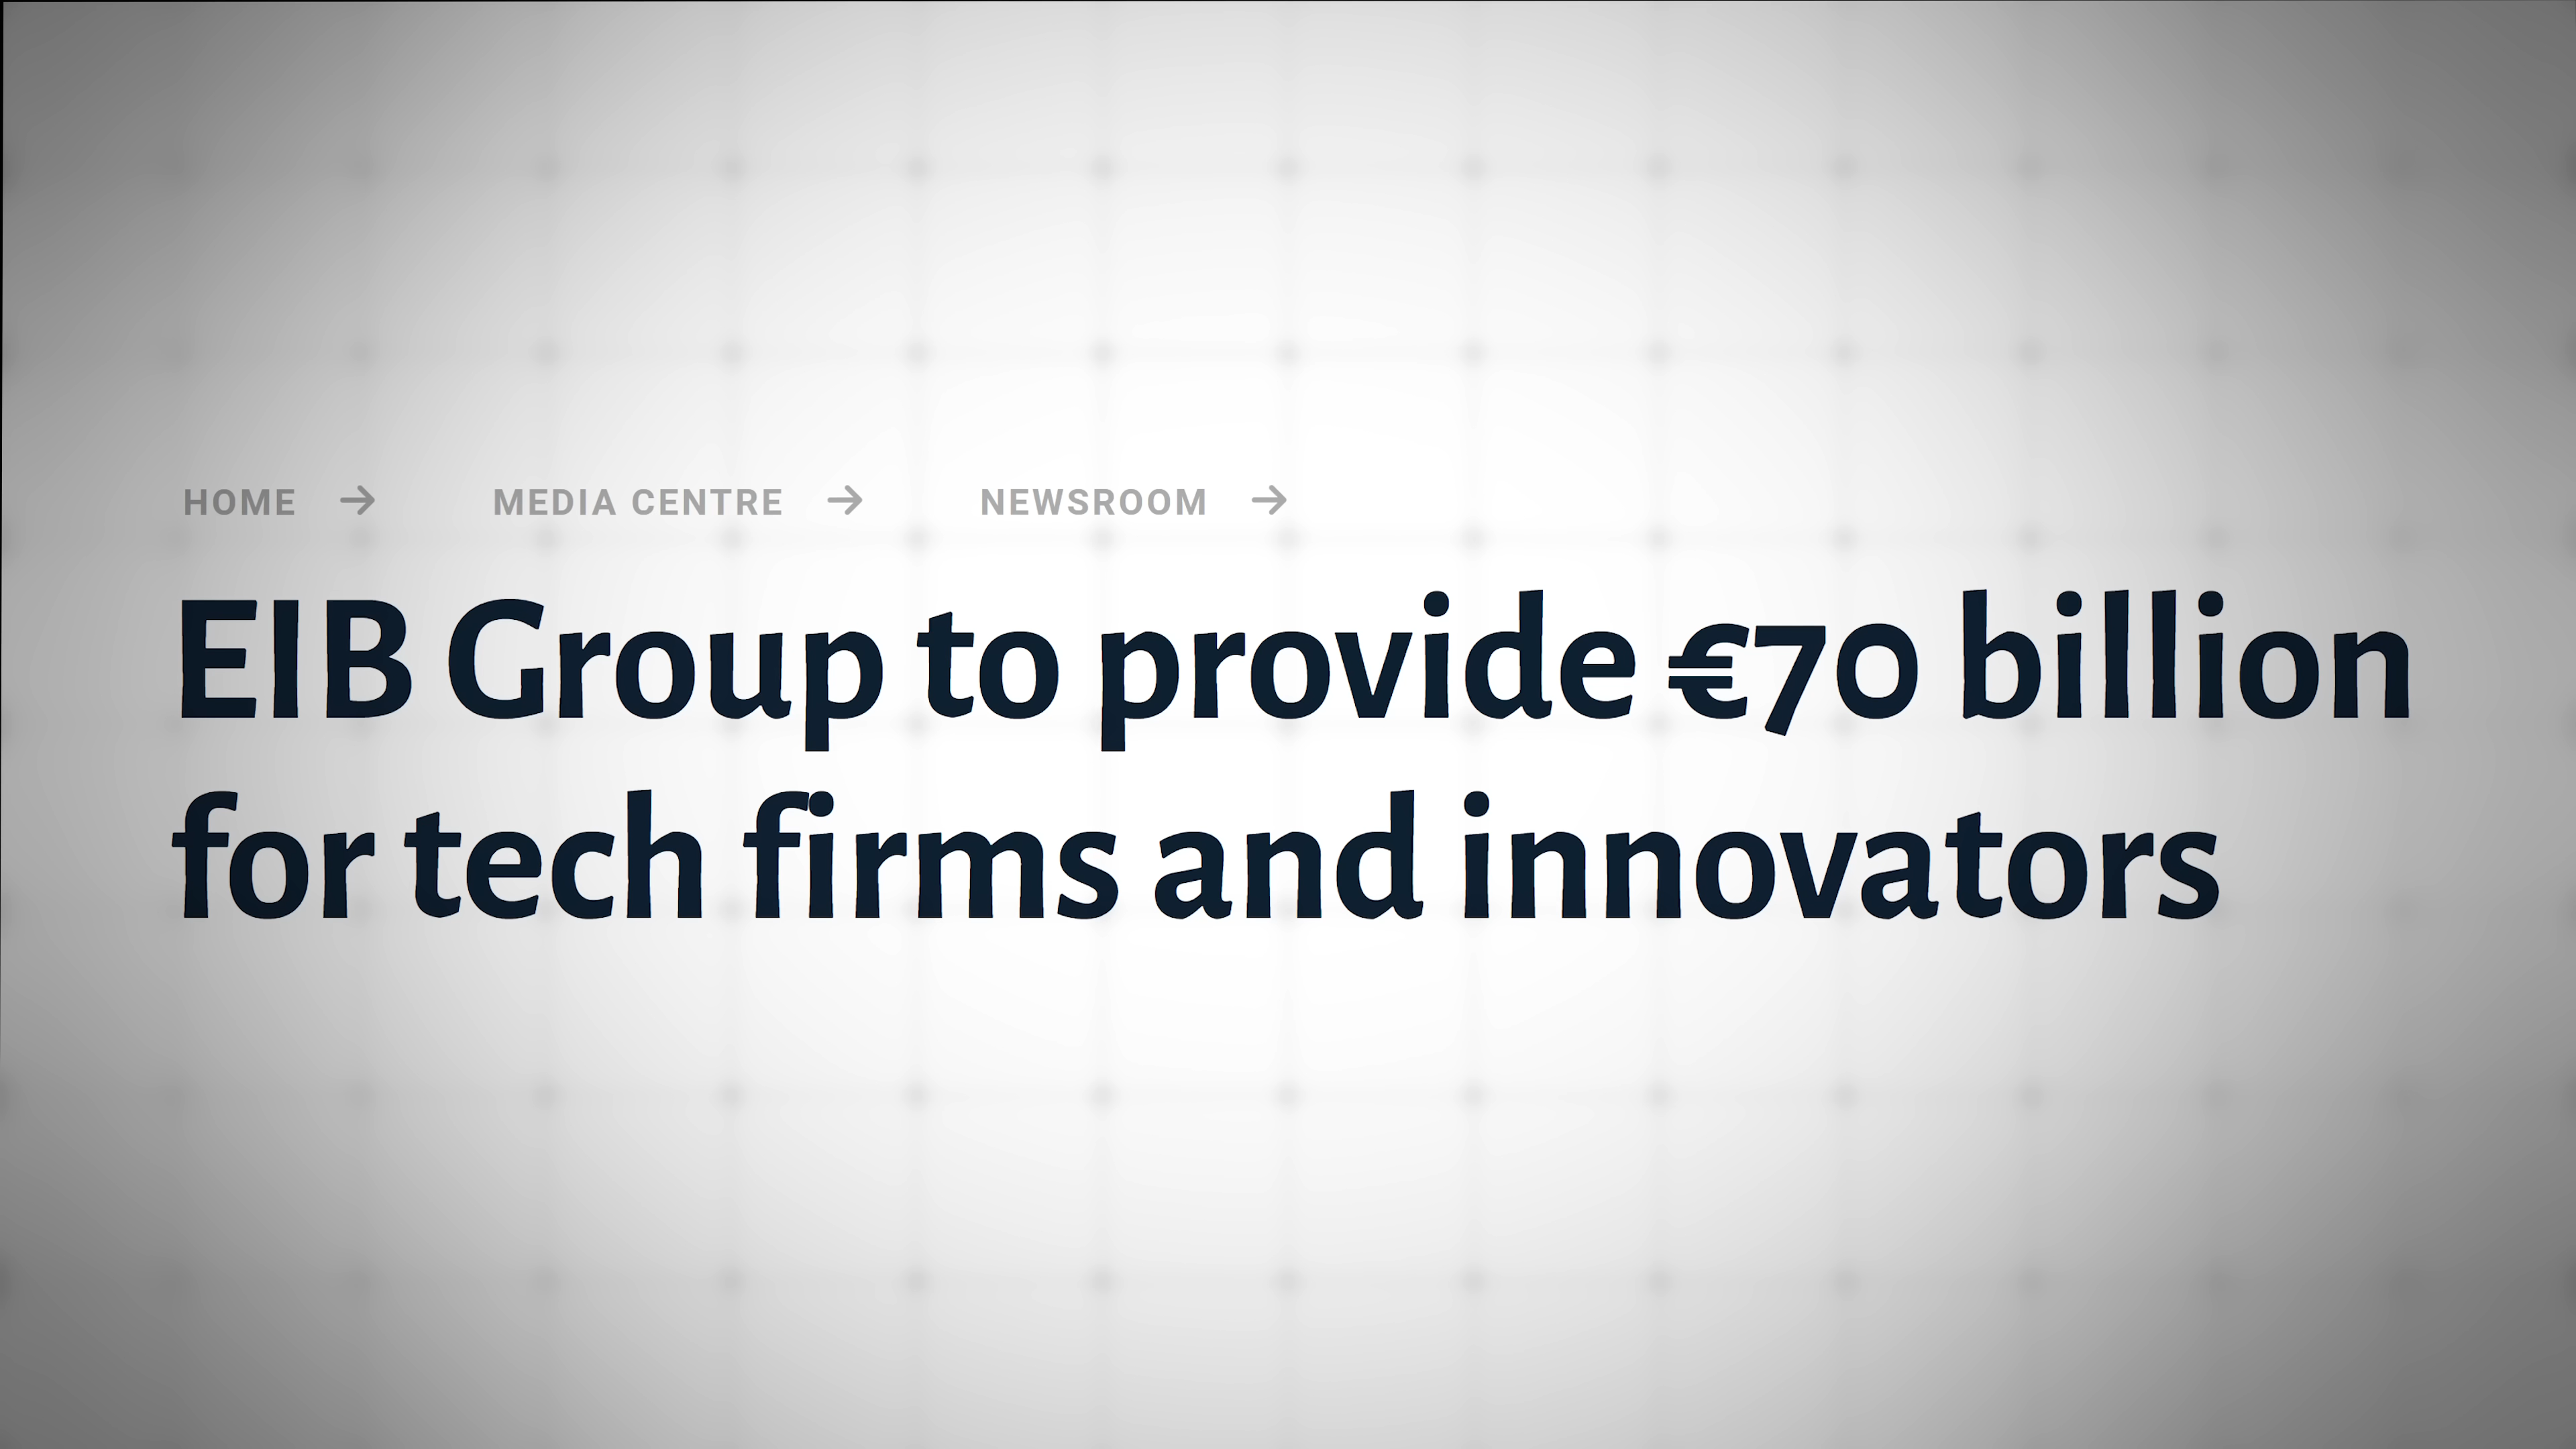 HOME → MEDIA CENTRE → NEWSROOM →
EIB Group to provide €70 billion
for tech firms and innovators